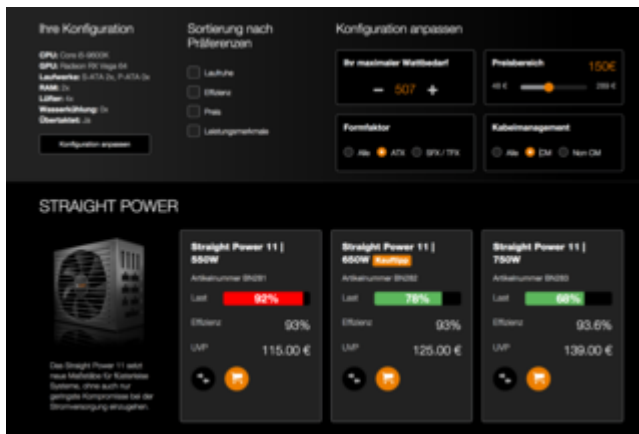 Ihre Konfiguration
CPU: Core i5-9600K
GPU: Radeon RX Vega 64
Laufwerke: S-ATA 2x, P-ATA 0x
RAM: 2x
Lüfter: 4x
Wasserkühlung: 0x
Übertaktet: Ja
Konfiguration anpassen
Sortierung nach
Präferenzen
Laufruhe
Effizienz
Preis
Leistungsmerkmale
Konfiguration anpassen
Ihr maximaler Wattbedarf
− 507 +
Preisbereich 150€
289 €
Formfaktor
Alle ATX SFX / TFX
Kabelmanagement
Alle CM Non CM
STRAIGHT POWER
Das Straight Power 11 setzt
neue Maßstäbe für flüsterleise
Systeme, ohne auch nur
geringste Kompromisse bei der
Stromversorgung einzugehen.
Straight Power 11 |
550W
Artikelnummer BN281
Last 92%
Effizienz 93%
UVP 115.00 €
Straight Power 11 |
650W Kauftipp
Artikelnummer BN282
Last 78%
Effizienz 93%
UVP 125.00 €
Straight Power 11 |
750W
Artikelnummer BN283
Last 68%
Effizienz 93.6%
UVP 139.00 €